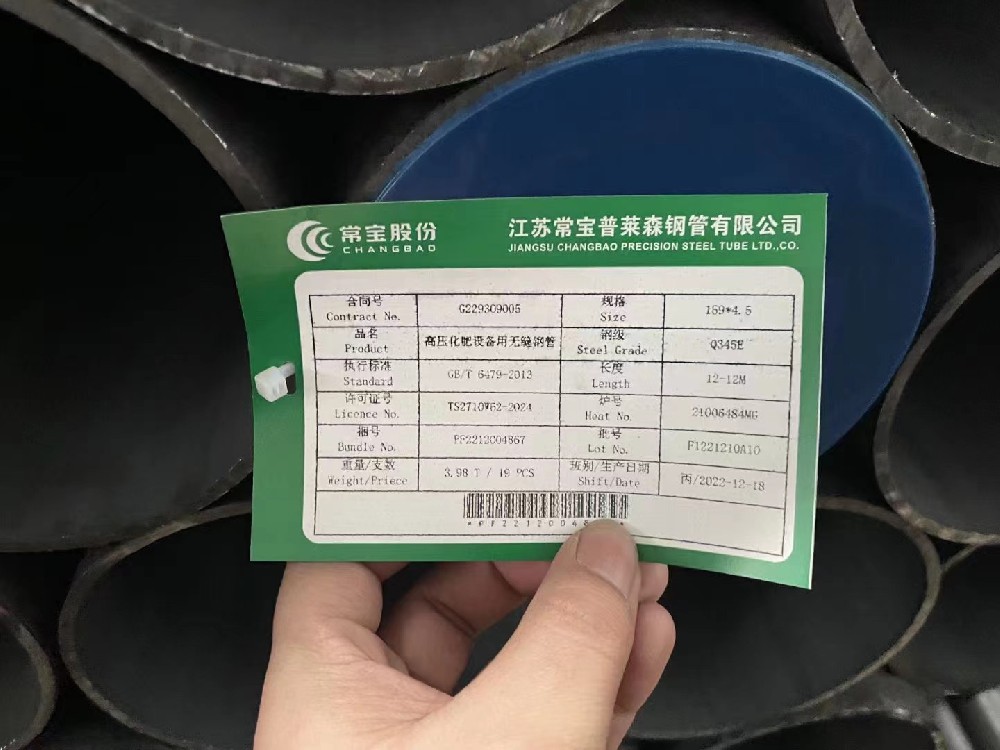 常宝股份
CHANGBAO
江苏常宝普莱森钢管有限公司
JIANGSU CHANGBAO PRECISION STEEL TUBE LTD.,CO.
合同号 G229309005 规格 159*4.5
Contract No. Size
品名 高压化肥设备用无缝钢管 钢级 Q345E
Product Steel Grade
执行标准 GB/T 6479-2013 长度 12-12M
Standard Length
许可证号 炉号
Licence No. Heat No.
捆号 批号 F1221210A10
Bundle No. Lot No.
重量/支数 3.98 T / 19 PCS 班别/生产日期 丙/2022-12-18
Weight/Priece Shift/Date